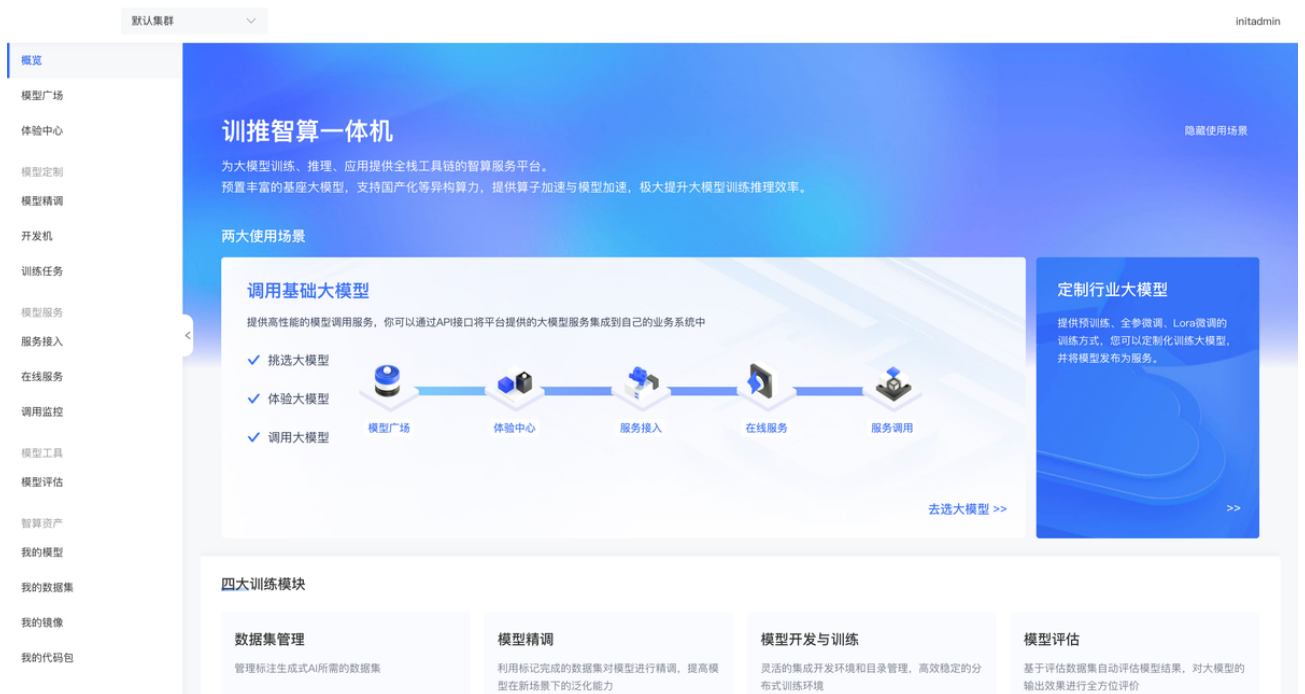 默认集群
initadmin
概览
模型广场
体验中心
模型定制
模型精调
开发机
训练任务
模型服务
服务接入
在线服务
调用监控
模型工具
模型评估
智算资产
我的模型
我的数据集
我的镜像
我的代码包
训推智算一体机
隐藏使用场景
为大模型训练、推理、应用提供全栈工具链的智算服务平台。
预置丰富的基座大模型，支持国产化等异构算力，提供算子加速与模型加速，极大提升大模型训练推理效率。
两大使用场景
调用基础大模型
提供高性能的模型调用服务，你可以通过API接口将平台提供的大模型服务集成到自己的业务系统中
挑选大模型
体验大模型
调用大模型
模型广场
体验中心
服务接入
在线服务
服务调用
去选大模型 >>
定制行业大模型
提供预训练、全参微调、Lora微调的
训练方式，您可以定制化训练大模型，
并将模型发布为服务。
>>
四大训练模块
数据集管理
管理标注生成式AI所需的数据集
模型精调
利用标记完成的数据集对模型进行精调，提高模
型在新场景下的泛化能力
模型开发与训练
灵活的集成开发环境和目录管理，高效稳定的分
布式训练环境
模型评估
基于评估数据集自动评估模型结果，对大模型的
输出效果进行全方位评价